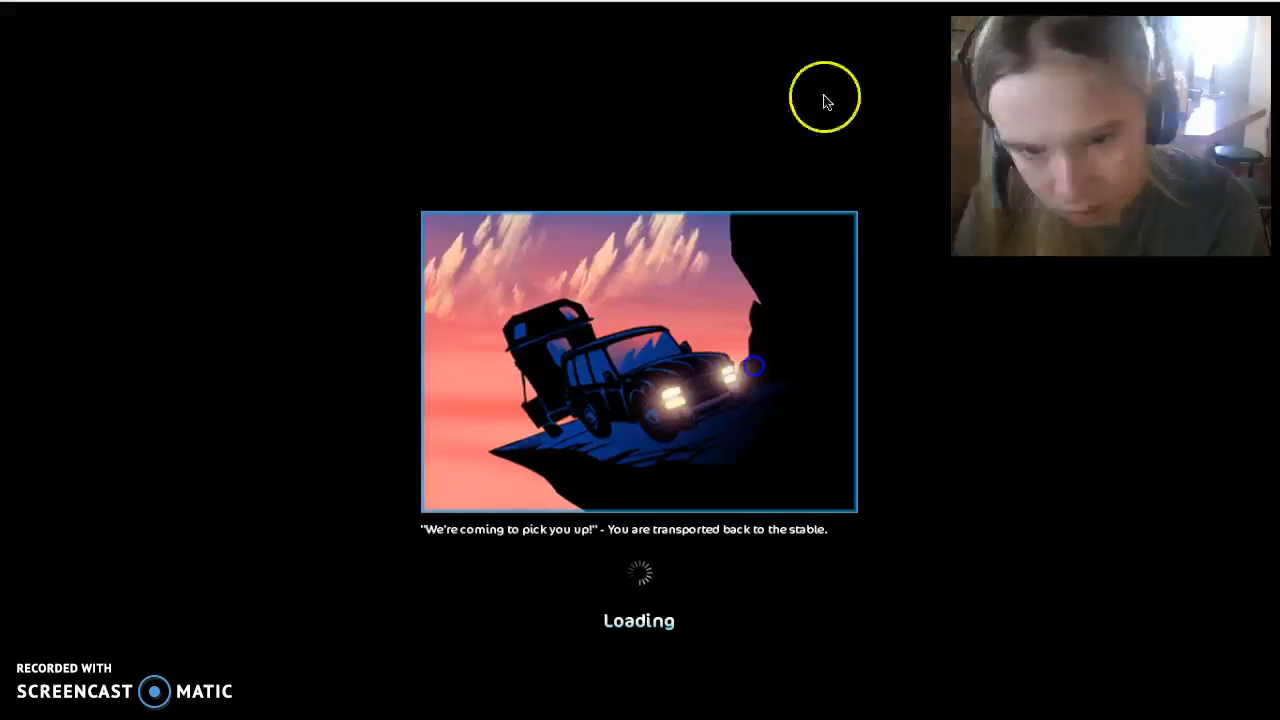 "We're coming to pick you up!" - You are transported back to the stable.
Loading
RECORDED WITH
SCREENCAST MATIC